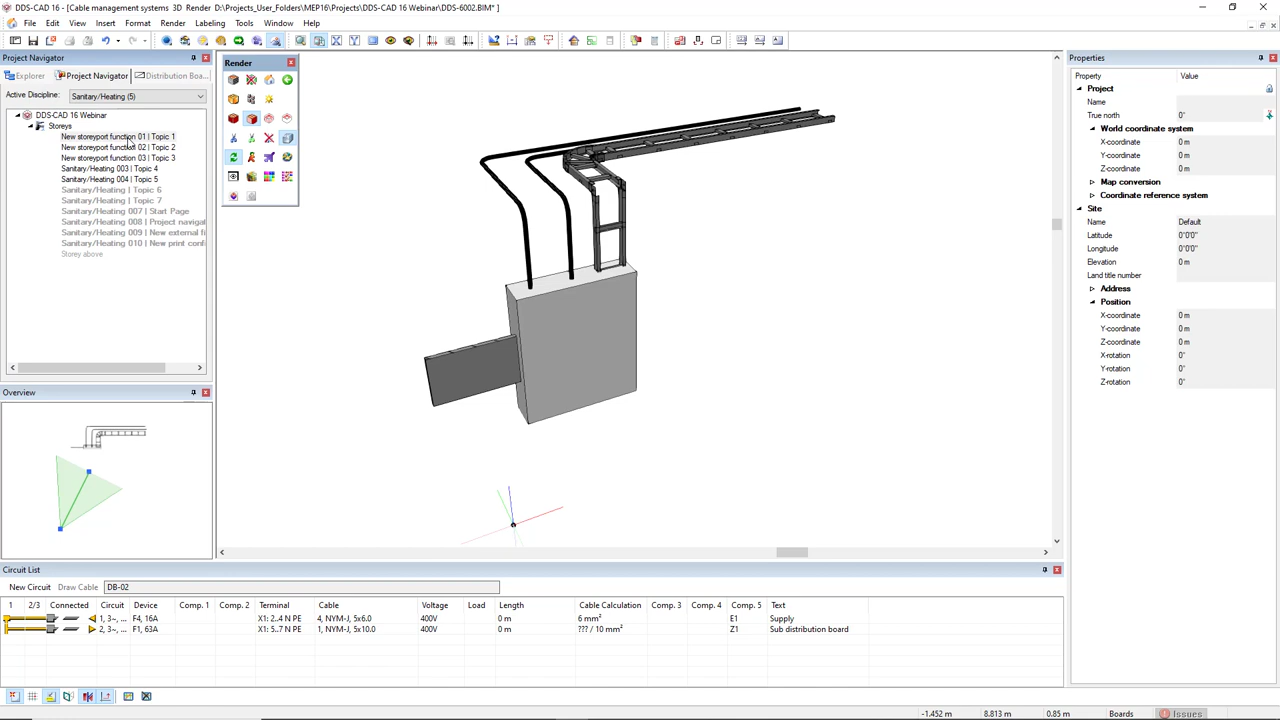 DDS-CAD 16 - [Cable management systems 3D Render D:\Projects_User_Folders\MEP16\Projects\DDS-CAD 16 Webinar\DDS-6002.BIM* ]
File Edit View Insert Format Render Labeling Tools Window Help
Project Navigator
Explorer Project Navigator Distribution Boa...
Active Discipline: Sanitary/Heating (5)
DDS-CAD 16 Webinar
Storeys
New storeyport function 01 | Topic 1
New storeyport function 02 | Topic 2
New storeyport function 03 | Topic 3
Sanitary/Heating 003 | Topic 4
Sanitary/Heating 004 | Topic 5
Sanitary/Heating | Topic 6
Sanitary/Heating | Topic 7
Sanitary/Heating 007 | Start Page
Sanitary/Heating 008 | Project navigat
Sanitary/Heating 009 | New external fi
Sanitary/Heating 010 | New print confi
Storey above
Overview
Render
Properties
Property Value
Project
Name
True north 0°
World coordinate system
X-coordinate 0 m
Y-coordinate 0 m
Z-coordinate 0 m
Map conversion
Coordinate reference system
Site
Name Default
Latitude 0°0'0"
Longitude 0°0'0"
Elevation 0 m
Land title number
Address
Position
X-coordinate 0 m
Y-coordinate 0 m
Z-coordinate 0 m
X-rotation 0°
Y-rotation 0°
Z-rotation 0°
Circuit List
New Circuit Draw Cable DB-02
1 2/3 Connected Circuit Device Comp. 1 Comp. 2 Terminal Cable Voltage Load Length Cable Calculation Comp. 3 Comp. 4 Comp. 5 Text
1, 3~, ... F4, 16A X1: 2..4 N PE 4, NYM-J, 5x6.0 400V 0 m 6 mm² E1 Supply
2, 3~, ... F1, 63A X1: 5..7 N PE 1, NYM-J, 5x10.0 400V 0 m ??? / 10 mm² Z1 Sub distribution board
-1.452 m 8.813 m 0.85 m Boards Issues